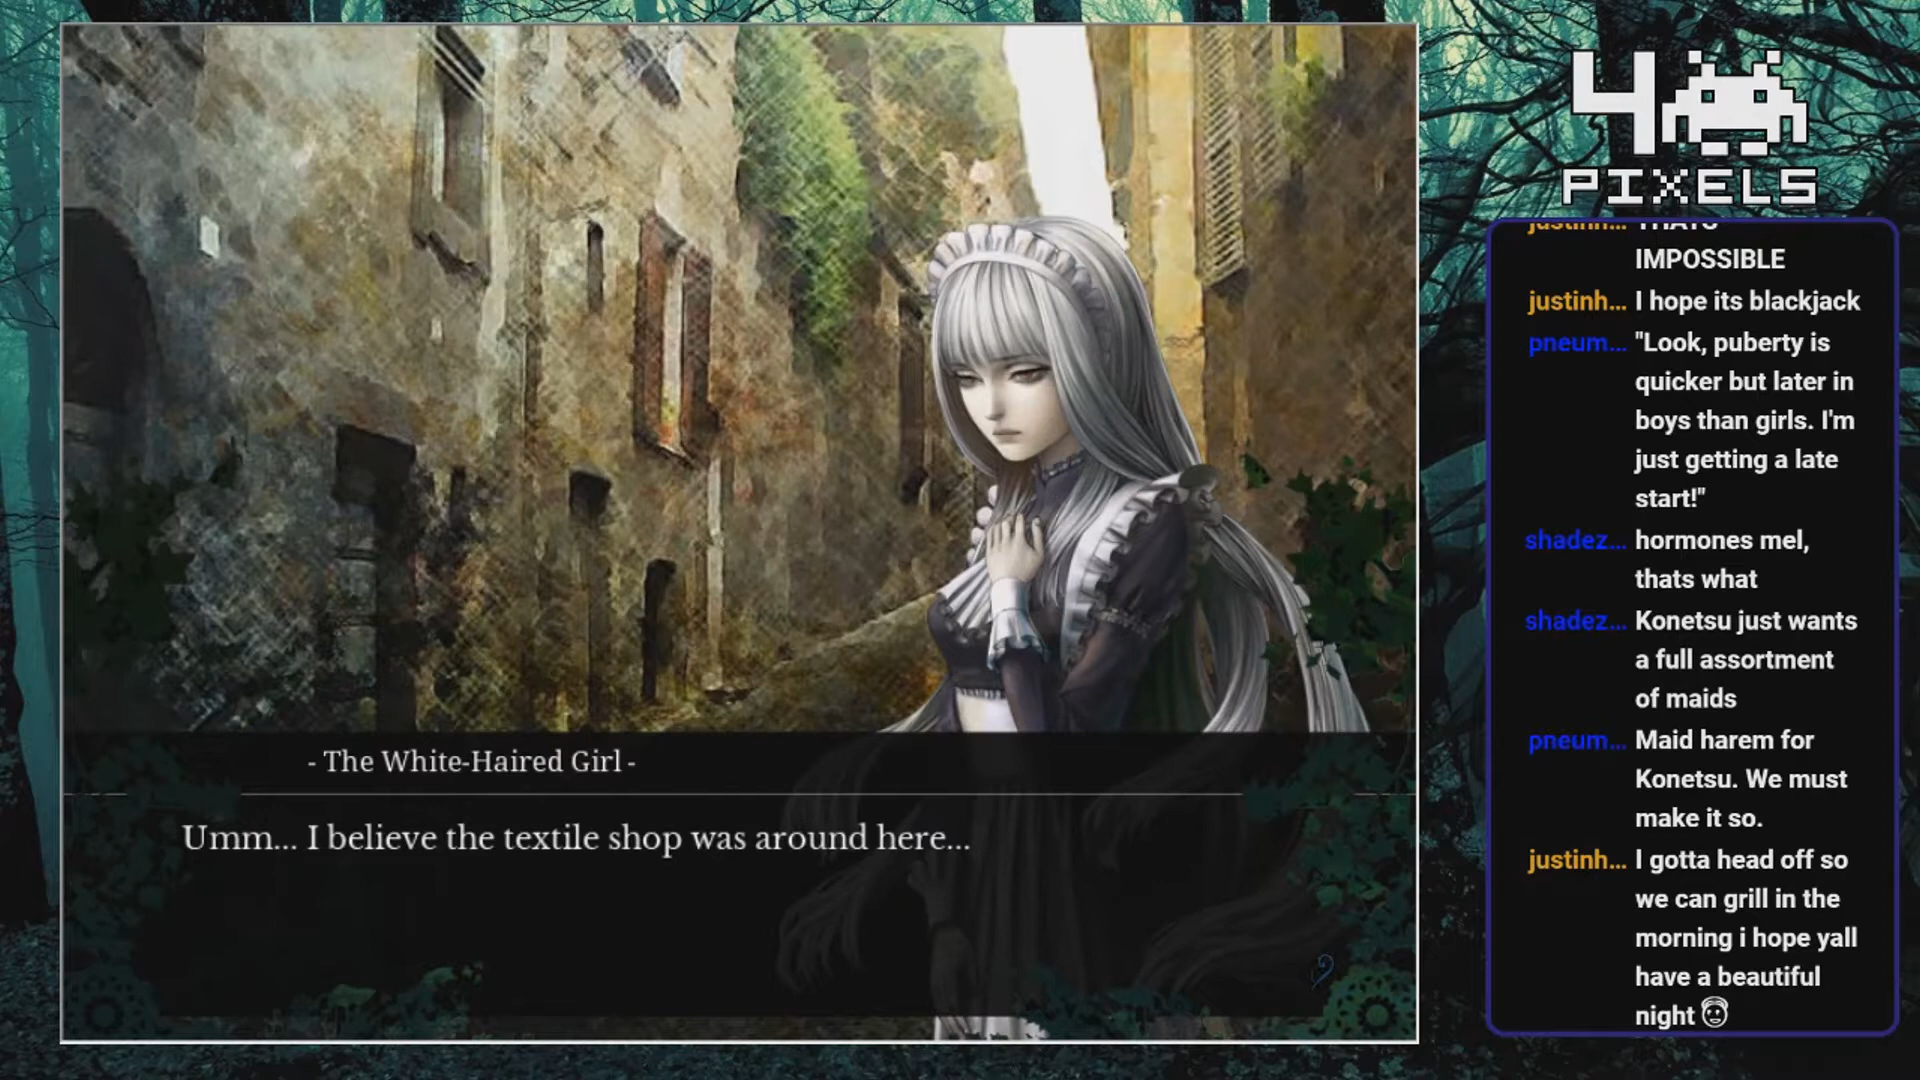 4
PIXELS
- The White-Haired Girl -
Umm... I believe the textile shop was around here...
justinh... THATS
IMPOSSIBLE
justinh... I hope its blackjack
pneum... "Look, puberty is
quicker but later in
boys than girls. I'm
just getting a late
start!"
shadez... hormones mel,
thats what
shadez... Konetsu just wants
a full assortment
of maids
pneum... Maid harem for
Konetsu. We must
make it so.
justinh... I gotta head off so
we can grill in the
morning i hope yall
have a beautiful
night